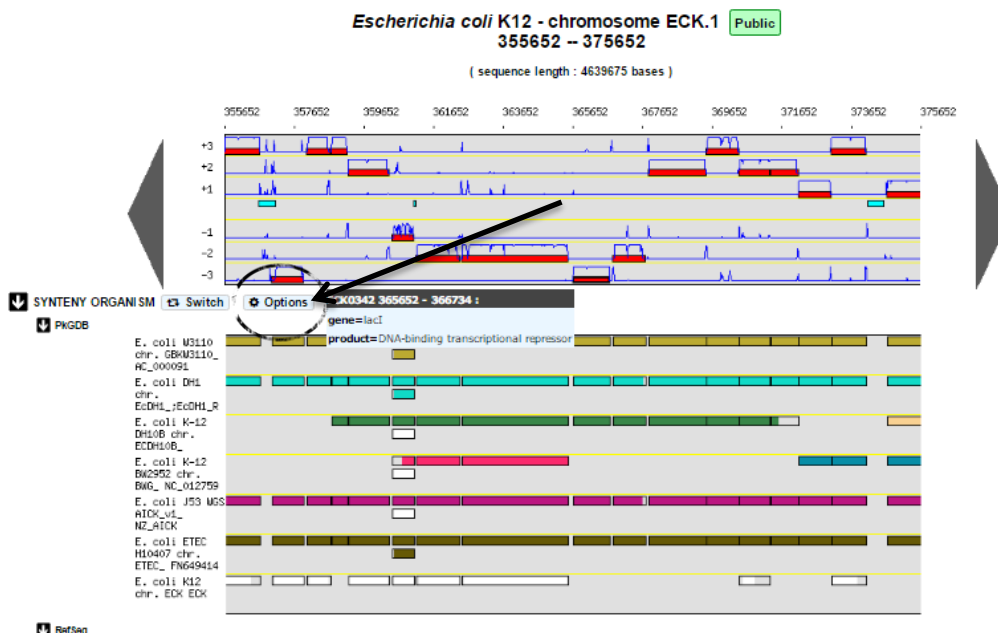 Escherichia coli K12 - chromosome ECK.1 Public
355652 -- 375652
( sequence length : 4639675 bases )
355652 357652 359652 361652 363652 365652 367652 369652 371652 373652 375652
+3
+2
+1
-1
-2
-3
SYNTENY ORGANISM Switch Options
CK0342 365652 - 366734 :
gene=lacI
product=DNA-binding transcriptional repressor
PkGDB
E. coli W3110
chr. GBKW3110_
AC_000091
E. coli DH1
chr.
EcDH1_;EcDH1_R
E. coli K-12
DH10B chr.
ECDH10B_
E. coli K-12
BW2952 chr.
BWG_ NC_012759
E. coli J53 WGS
AICK_v1_
NZ_AICK
E. coli ETEC
H10407 chr.
ETEC_ FN649414
E. coli K12
chr. ECK ECK
RefSeq